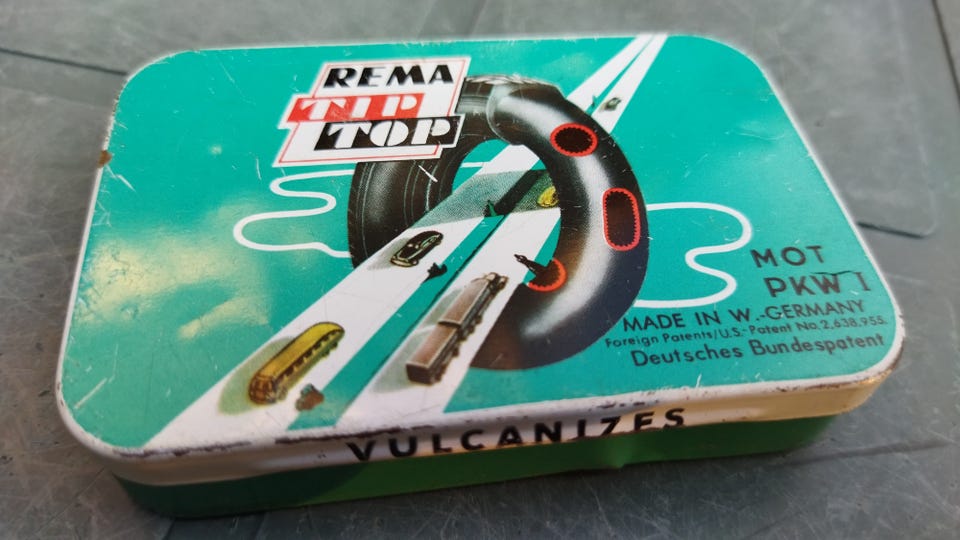 REMA
TIP
TOP
MOT
PKW I
MADE IN W.-GERMANY
Foreign Patents/U.S.-Patent No. 2,638,955.
Deutsches Bundespatent
VULCANIZES